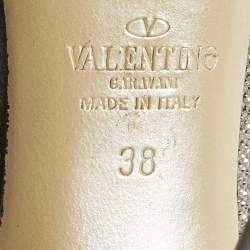 VALENTINO
GARAVANI
MADE IN ITALY
38